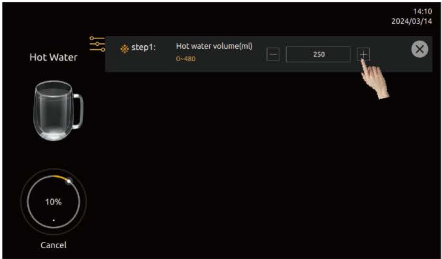 14:10
2024/03/14
Hot Water
step1:
Hot water volume(ml)
0~480
250
10%
Cancel